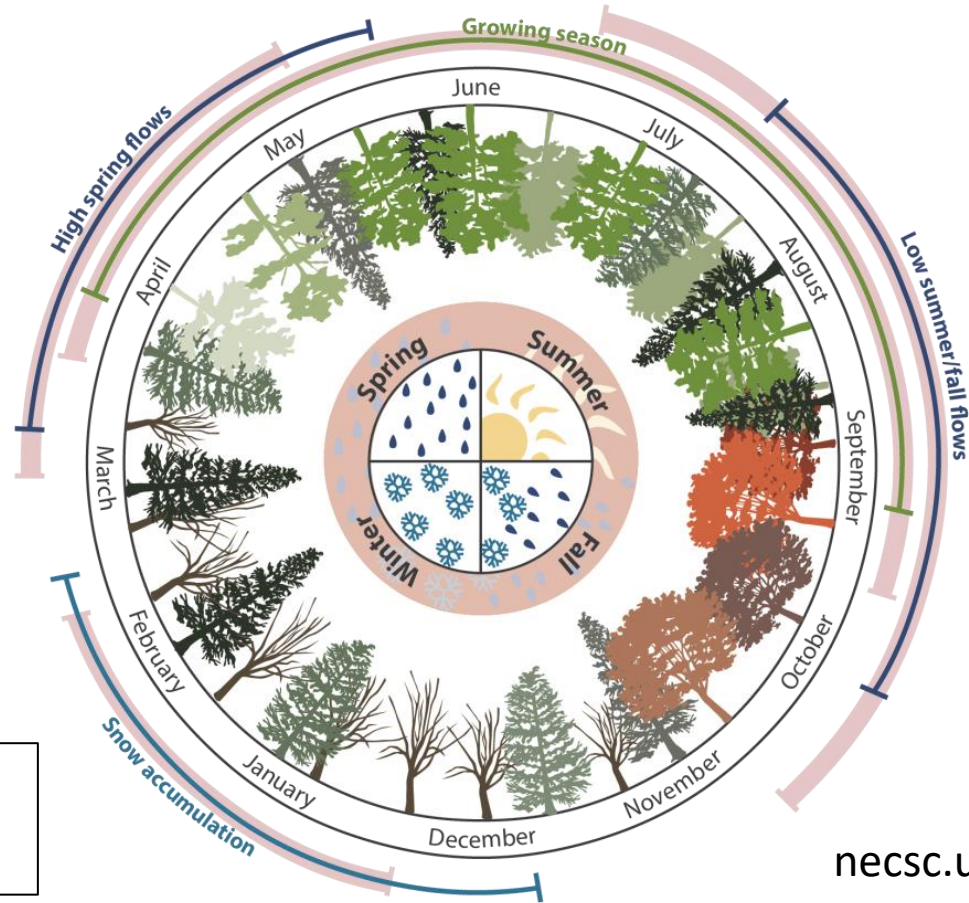 Growing season
High spring flows
Low summer/fall flows
Snow accumulation
June
July
August
September
October
November
December
January
February
March
April
May
Spring
Summer
Fall
Winter
necsc.u